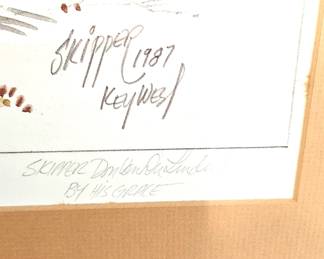 Skipper 1987
Key West
SKIPPER
BY HIS GRACE